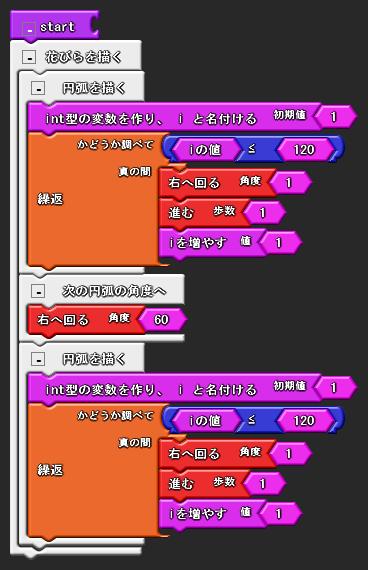 - start
- 花びらを描く
- 円弧を描く
int型の変数を作り、 i と名付ける 初期値 1
かどうか調べて iの値 ≤ 120
真の間
繰返
右へ回る 角度 1
進む 歩数 1
iを増やす 値 1
- 次の円弧の角度へ
右へ回る 角度 60
- 円弧を描く
int型の変数を作り、 i と名付ける 初期値 1
かどうか調べて iの値 ≤ 120
真の間
繰返
右へ回る 角度 1
進む 歩数 1
iを増やす 値 1